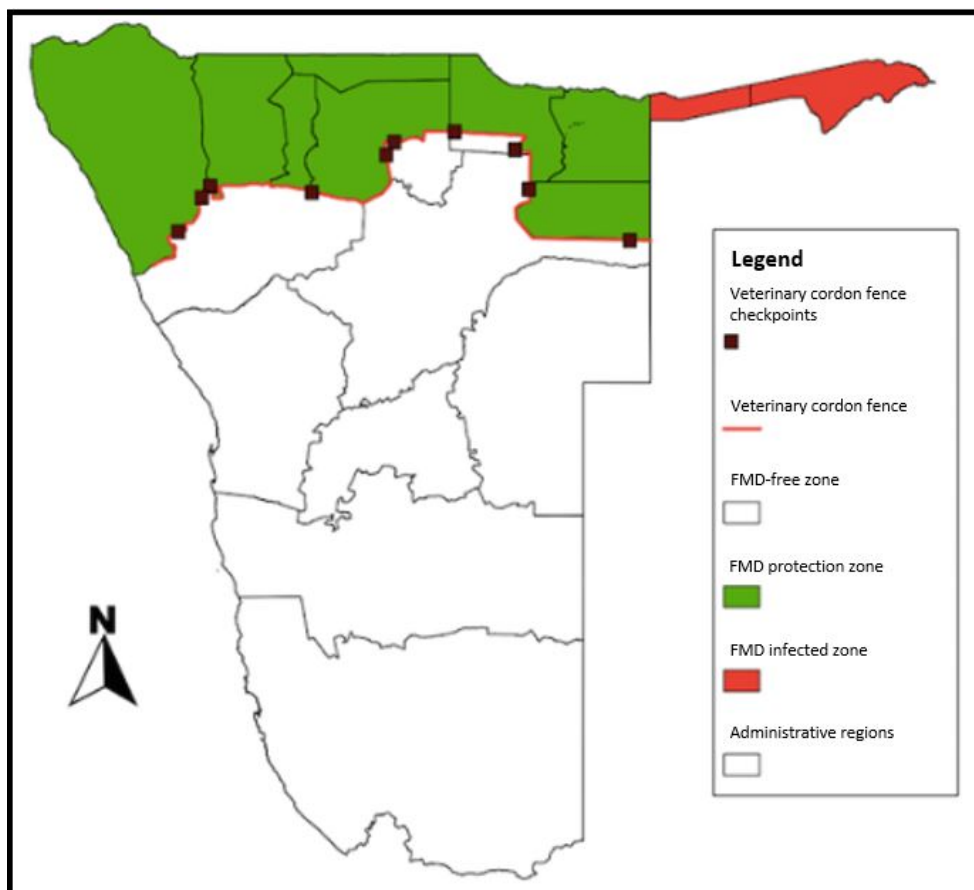 Legend
Veterinary cordon fence
checkpoints
Veterinary cordon fence
FMD-free zone
FMD protection zone
FMD infected zone
Administrative regions
N